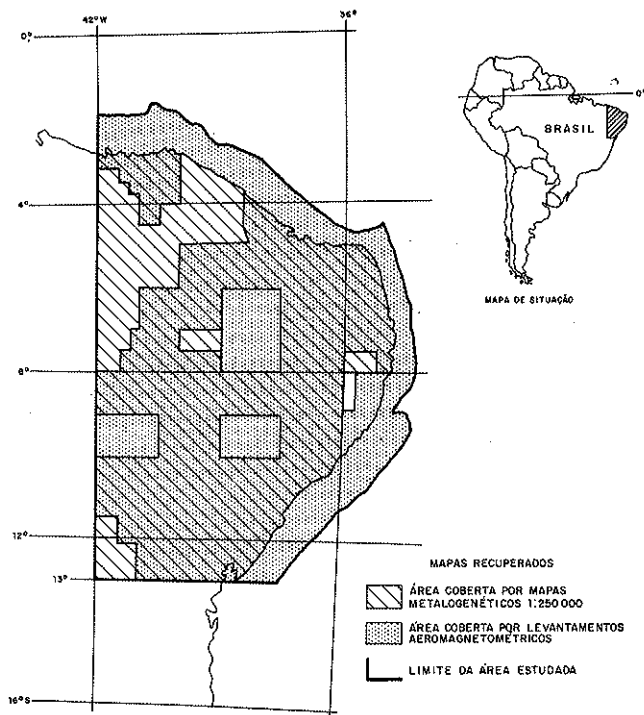 42°W
36°
0°
0°
BRASIL
4°
MAPA DE SITUAÇÃO
8°
12°
13°
MAPAS RECUPERADOS
ÁREA COBERTA POR MAPAS
METALOGENÉTICOS 1:250 000
ÁREA COBERTA POR LEVANTAMENTOS
AEROMAGNETOMÉTRICOS
LIMITE DA ÁREA ESTUDADA
16°S